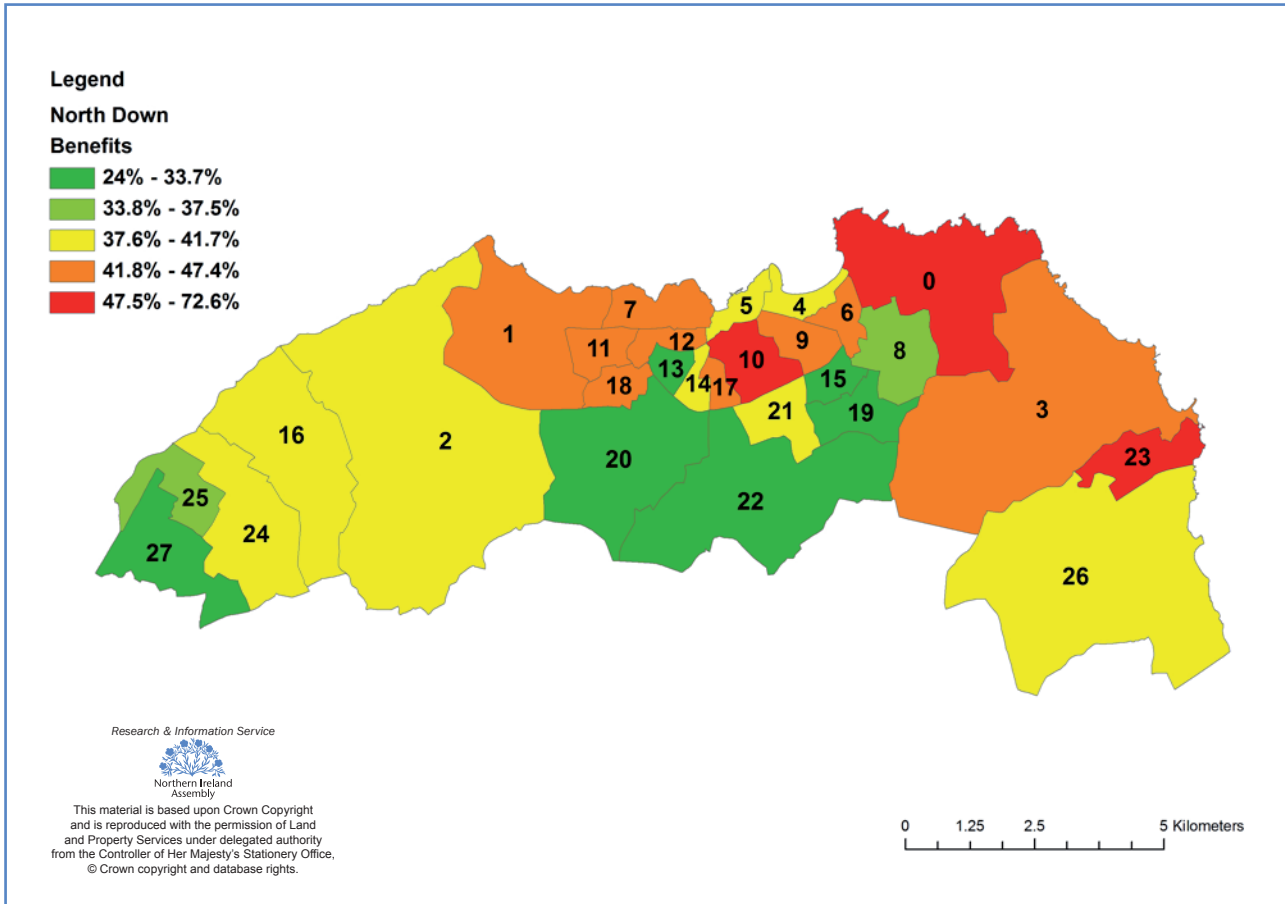 Legend
North Down
Benefits
24% - 33.7%
33.8% - 37.5%
37.6% - 41.7%
41.8% - 47.4%
47.5% - 72.6%
0
1
7
5
4
6
11
12
9
8
10
13
18
14
17
15
3
21
19
16
2
20
23
25
22
24
27
26
Research & Information Service
Northern Ireland
Assembly
This material is based upon Crown Copyright
and is reproduced with the permission of Land
and Property Services under delegated authority
from the Controller of Her Majesty's Stationery Office,
© Crown copyright and database rights.
0 1.25 2.5 5 Kilometers